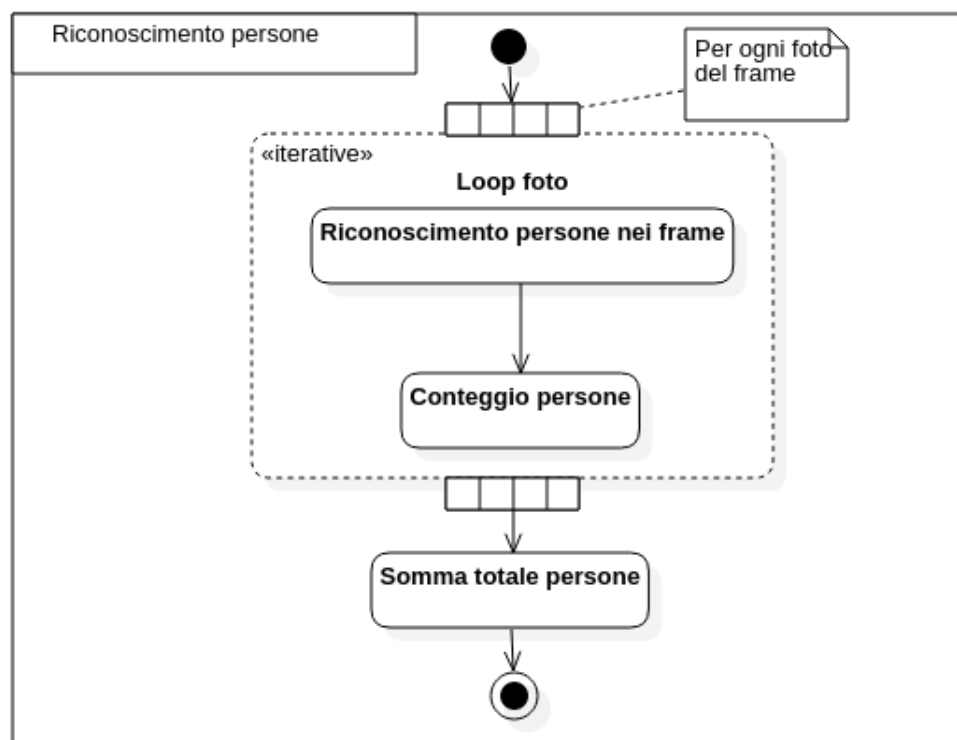 Riconoscimento persone
Per ogni foto
del frame
«iterative»
Loop foto
Riconoscimento persone nei frame
Conteggio persone
Somma totale persone